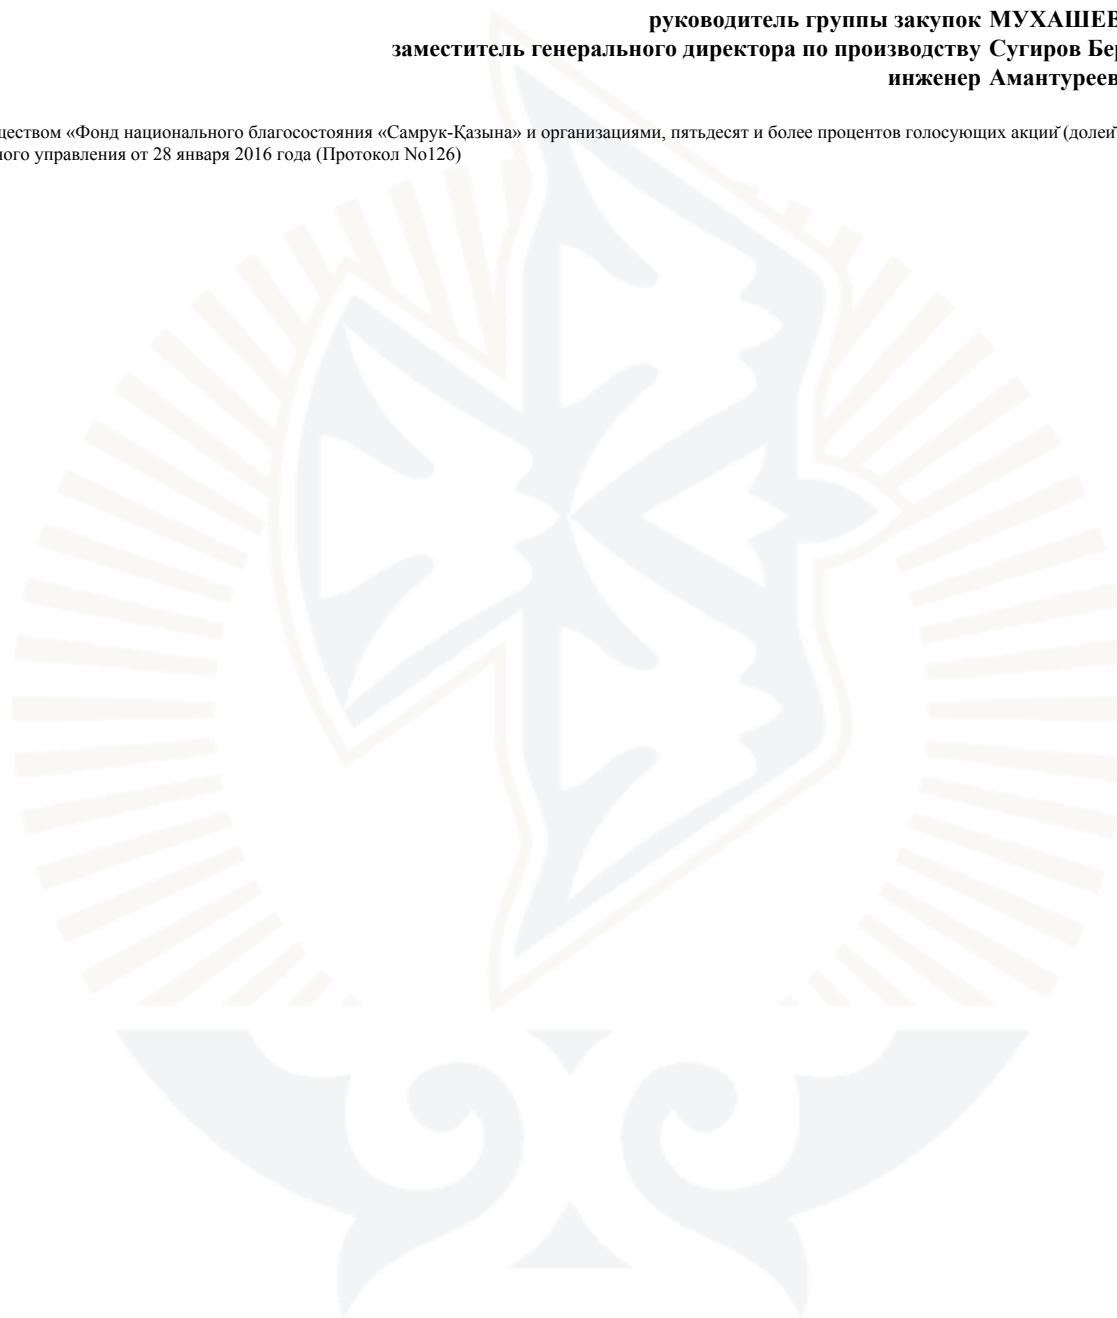 руководитель группы закупок МУХАШЕВ
заместитель генерального директора по производству Сугиров Бер
инженер Амантуреев
цеством «Фонд национального благосостояния «Самрук-Қазына» и организациями, пятьдесят и более процентов голосующих акций (долей
ного управления от 28 января 2016 года (Протокол No126)